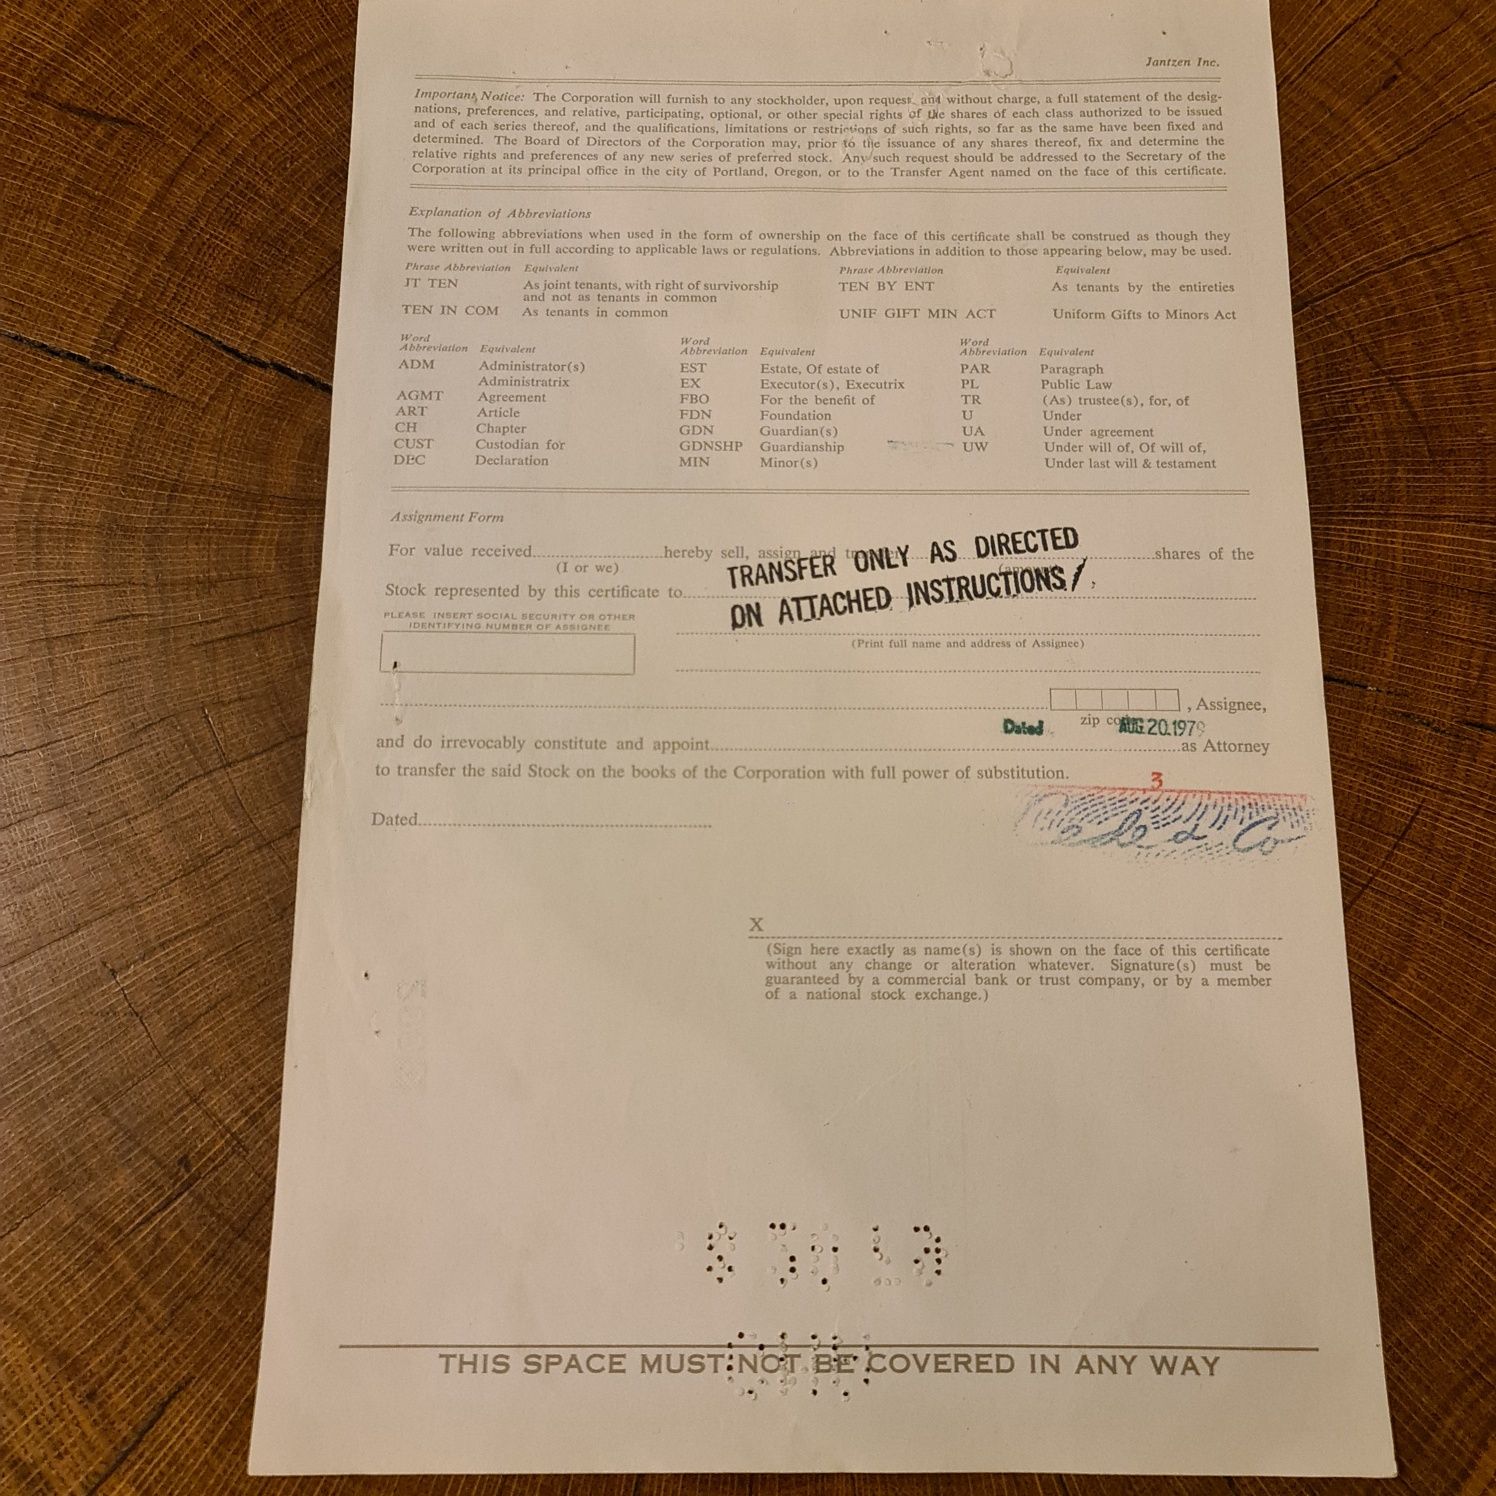 Jantzen Inc.
Important Notice: The Corporation will furnish to any stockholder, upon request and without charge, a full statement of the desig-
nations, preferences, and relative, participating, optional, or other special rights of the shares of each class authorized to be issued
and of each series thereof, and the qualifications, limitations or restrictions of such rights, so far as the same have been fixed and
determined. The Board of Directors of the Corporation may, prior to the issuance of any shares thereof, fix and determine the
relative rights and preferences of any new series of preferred stock. Any such request should be addressed to the Secretary of the
Corporation at its principal office in the city of Portland, Oregon, or to the Transfer Agent named on the face of this certificate.
Explanation of Abbreviations
The following abbreviations when used in the form of ownership on the face of this certificate shall be construed as though they
were written out in full according to applicable laws or regulations. Abbreviations in addition to those appearing below, may be used.
Phrase Abbreviation Equivalent Phrase Abbreviation Equivalent
JT TEN As joint tenants, with right of survivorship TEN BY ENT As tenants by the entireties
and not as tenants in common
TEN IN COM As tenants in common UNIF GIFT MIN ACT Uniform Gifts to Minors Act
Word Word Word
Abbreviation Equivalent Abbreviation Equivalent Abbreviation Equivalent
ADM Administrator(s) EST Estate, Of estate of PAR Paragraph
Administratrix EX Executor(s), Executrix PL Public Law
AGMT Agreement FBO For the benefit of TR (As) trustee(s), for, of
ART Article FDN Foundation U Under
CH Chapter GDN Guardian(s) UA Under agreement
CUST Custodian for GDNSHP Guardianship UW Under will of, Of will of,
DEC Declaration MIN Minor(s) Under last will & testament
Assignment Form
For value received hereby sell, assign and shares of the
(I or we)
TRANSFER ONLY AS DIRECTED
ON ATTACHED INSTRUCTIONS
Stock represented by this certificate to
PLEASE INSERT SOCIAL SECURITY OR OTHER
IDENTIFYING NUMBER OF ASSIGNEE
(Print full name and address of Assignee)
, Assignee,
zip
Dated AUG 20.1979
and do irrevocably constitute and appoint as Attorney
to transfer the said Stock on the books of the Corporation with full power of substitution.
3
& Co
Dated
X
(Sign here exactly as name(s) is shown on the face of this certificate
without any change or alteration whatever. Signature(s) must be
guaranteed by a commercial bank or trust company, or by a member
of a national stock exchange.)
THIS SPACE MUST NOT BE COVERED IN ANY WAY